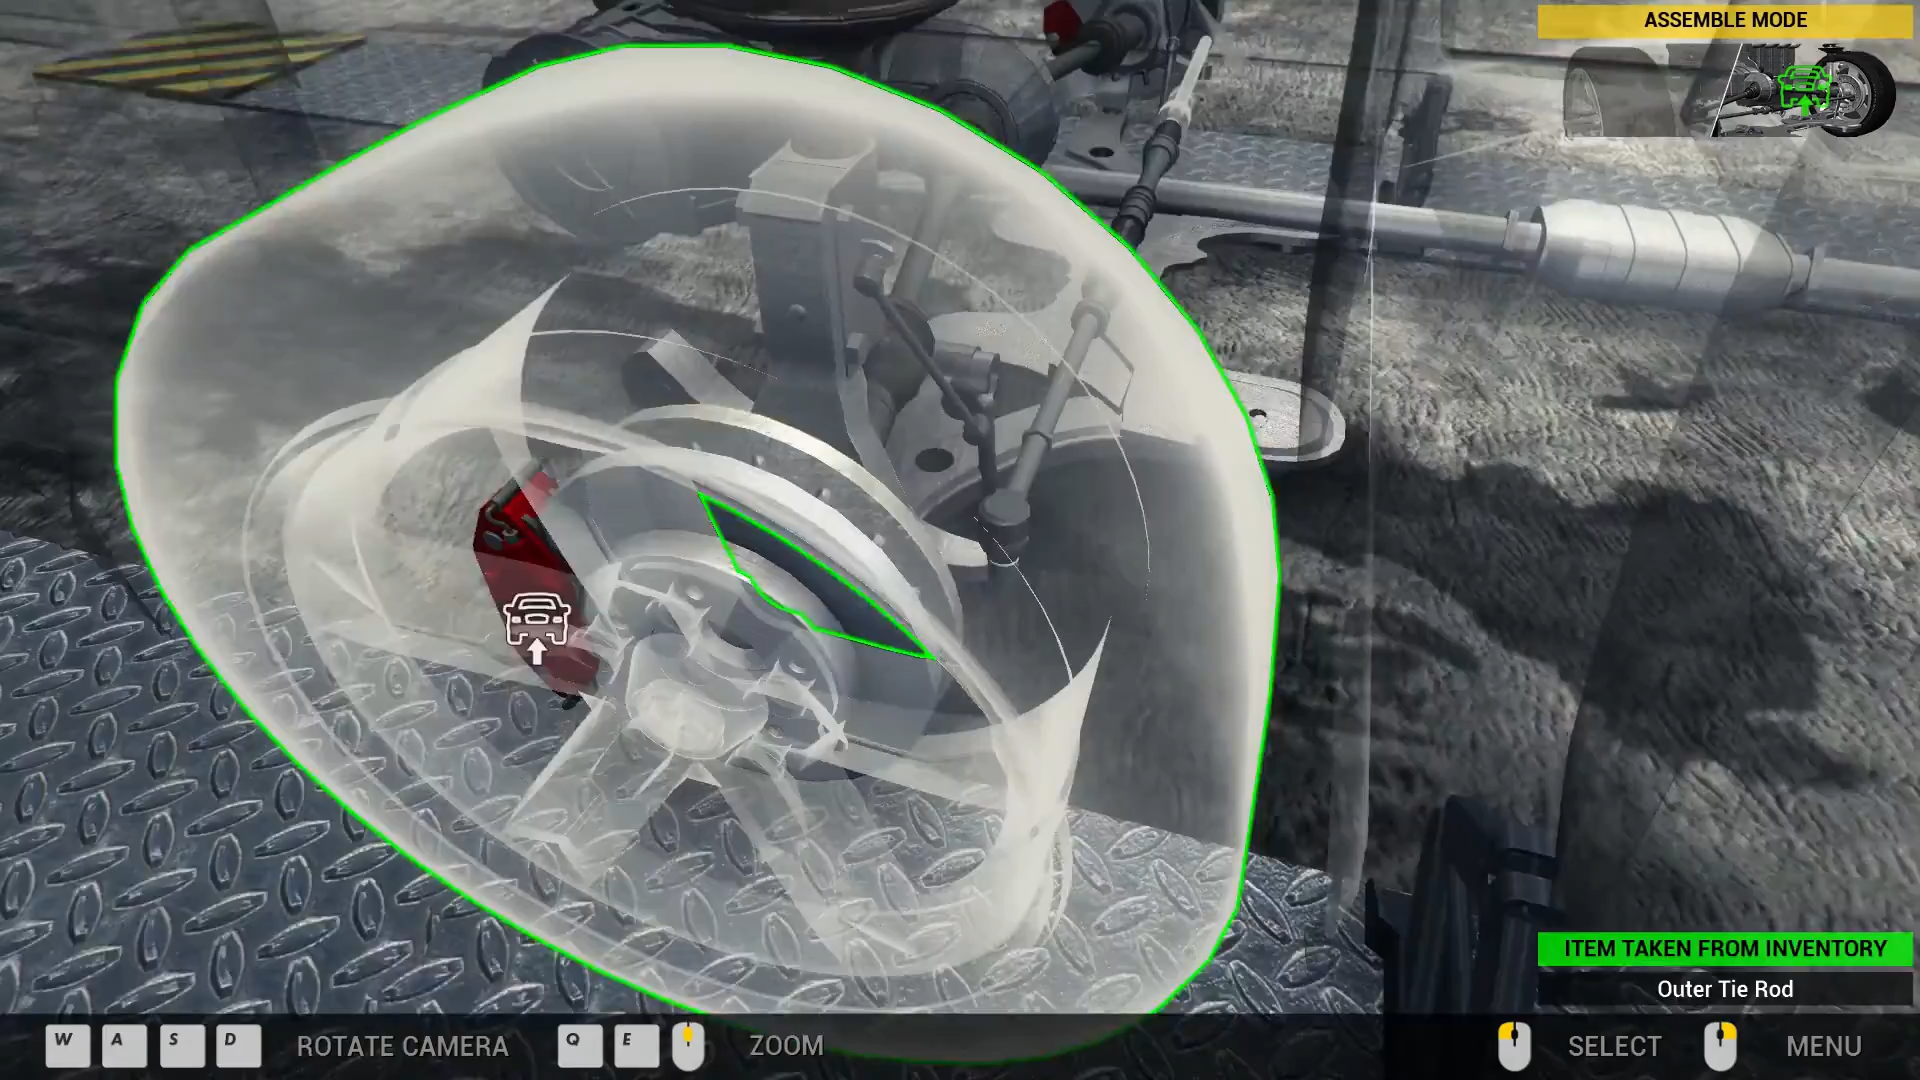 ASSEMBLE MODE
ITEM TAKEN FROM INVENTORY
Outer Tie Rod
W A S D ROTATE CAMERA Q E ZOOM SELECT MENU